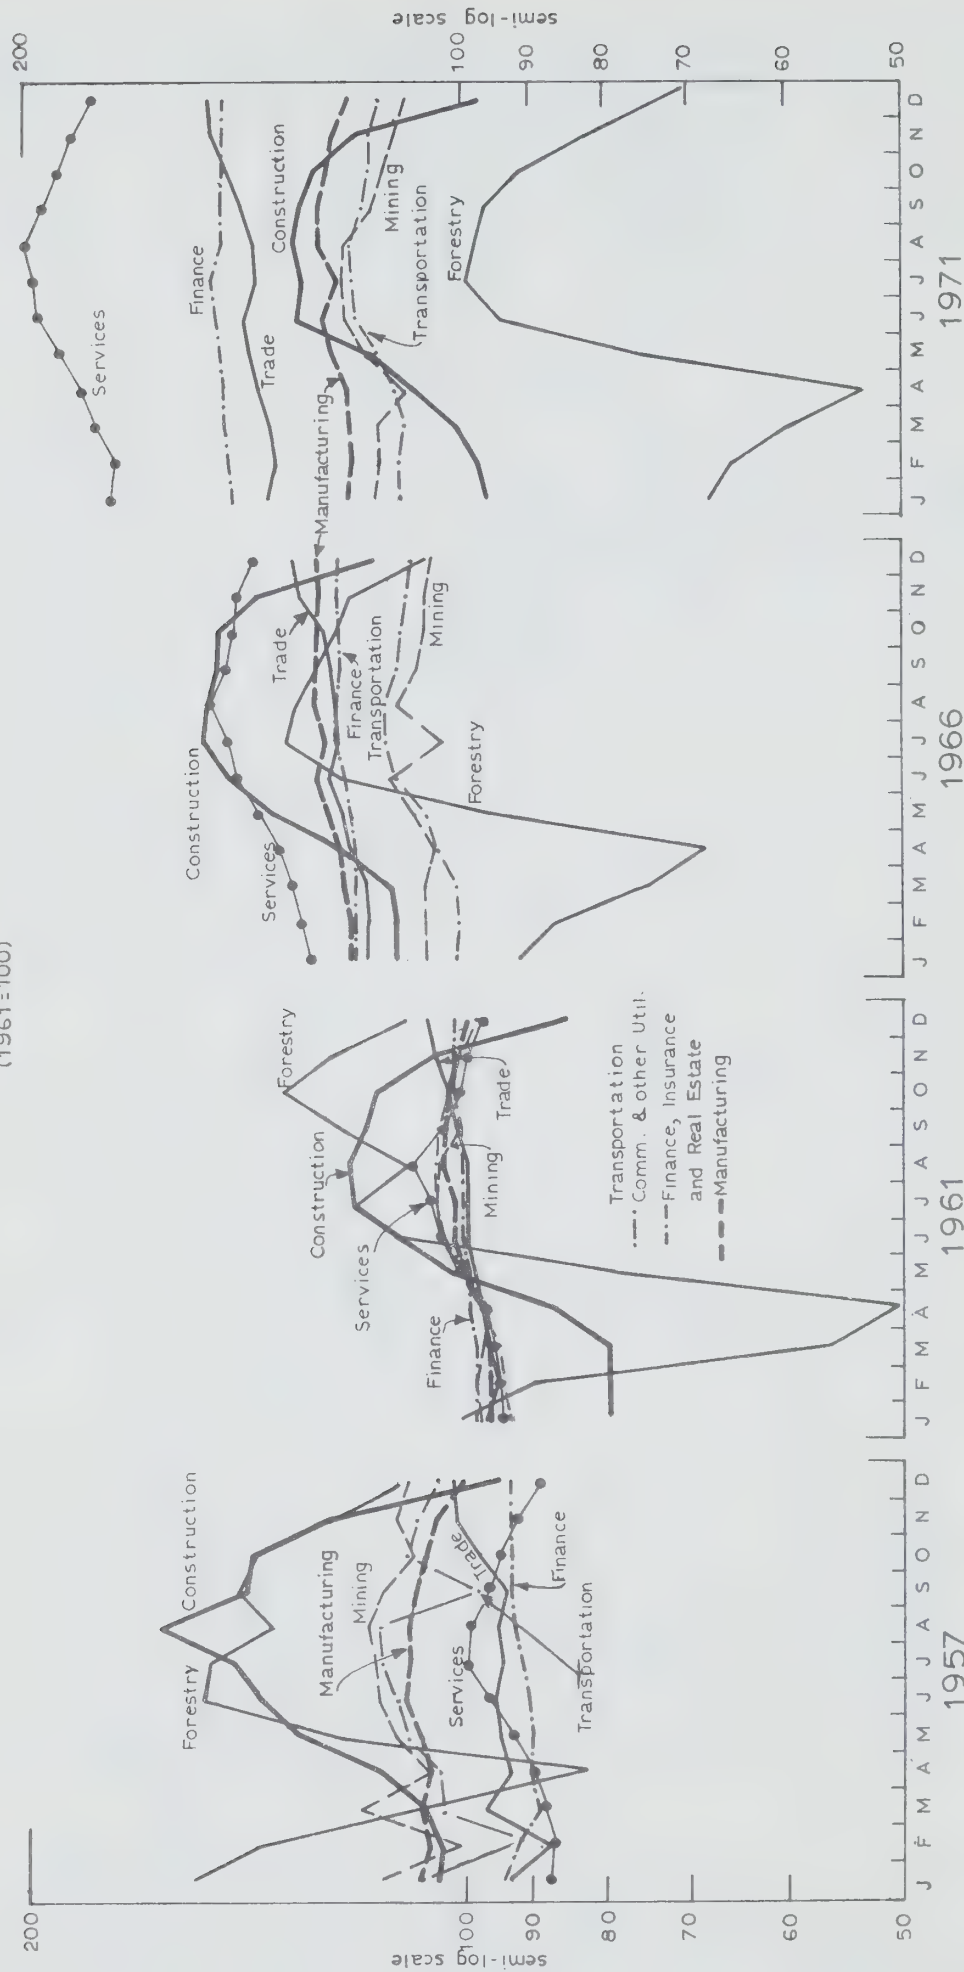 (1961=100)
200
100
90
80
70
60
50
semi-log scale
Forestry
Construction
Manufacturing
Mining
Trade
Services
Finance
Transportation
J F M A M J J A S O N D
1957
Construction
Forestry
Services
Finance
Mining
Trade
Transportation
Comm. & other Util.
Finance, Insurance
and Real Estate
Manufacturing
J F M A M J J A S O N D
1961
Construction
Services
Trade
Finance
Transportation
Mining
Forestry
J F M A M J J A S O N D
1966
Services
Finance
Trade
Construction
Manufacturing
Mining
Transportation
Forestry
J F M A M J J A S O N D
1971
200
100
80
70
60
50
semi-log scale